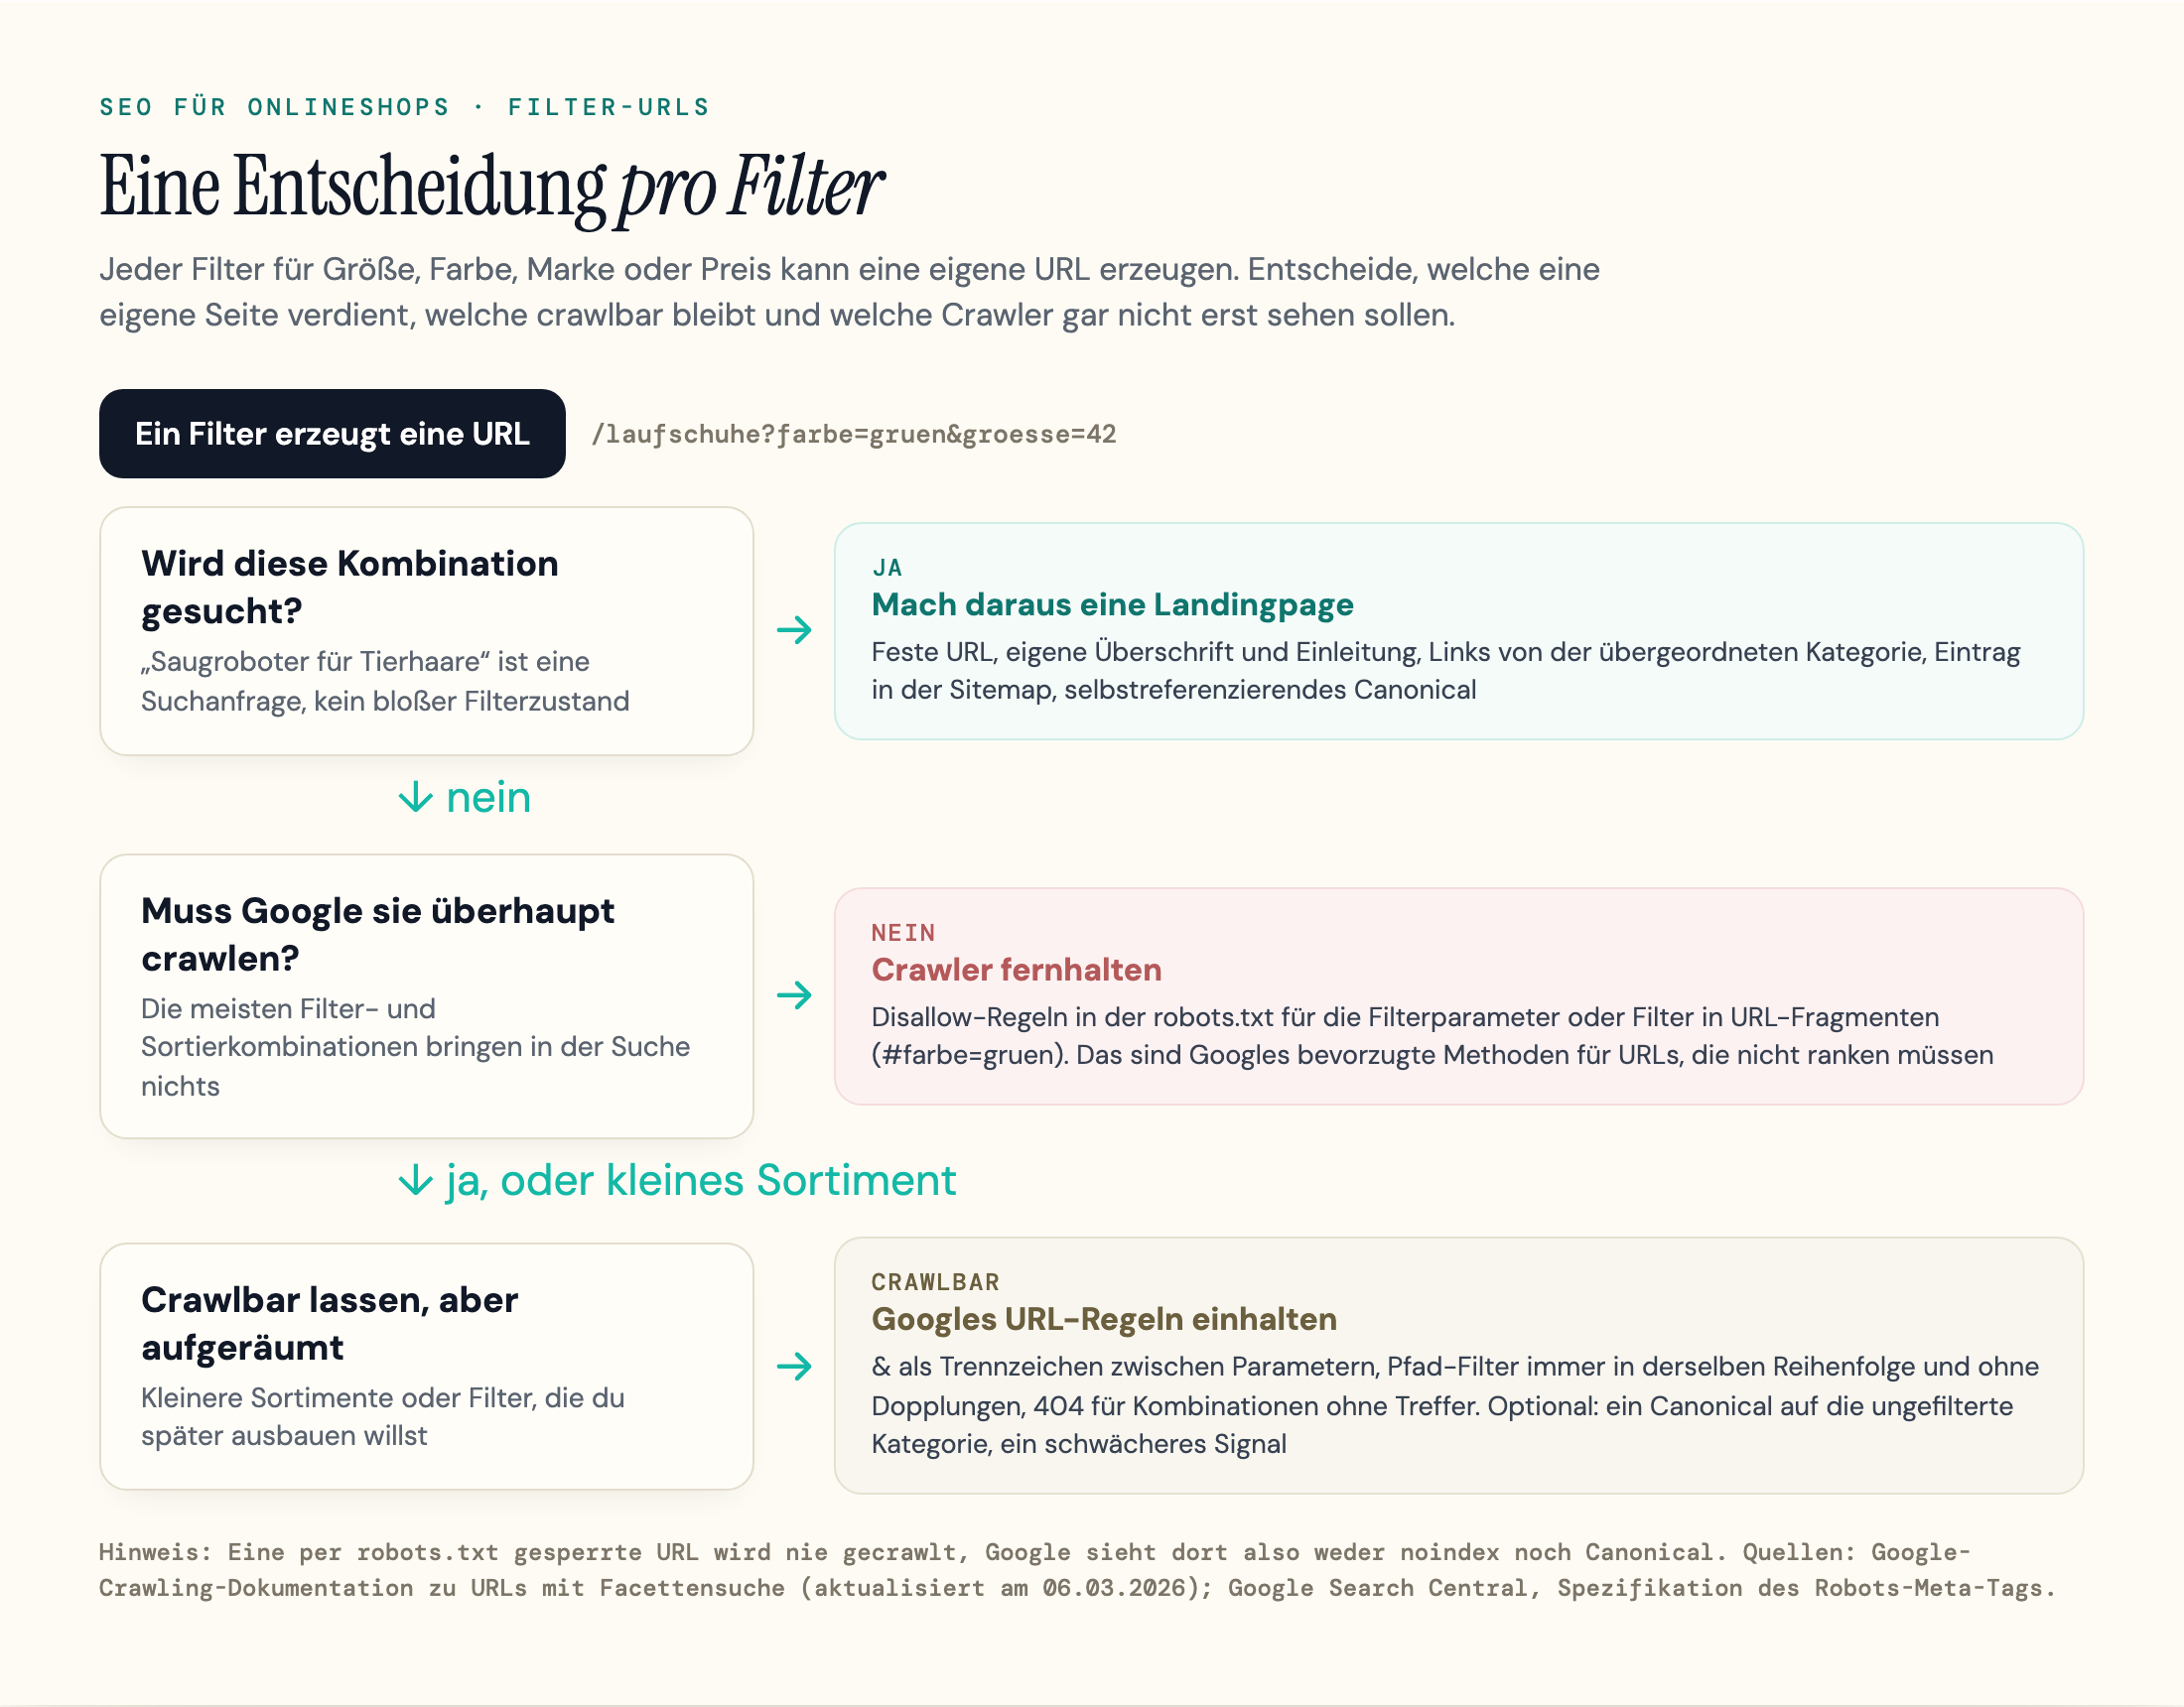 SEO FÜR ONLINESHOPS · FILTER-URLS
Eine Entscheidung pro Filter
Jeder Filter für Größe, Farbe, Marke oder Preis kann eine eigene URL erzeugen. Entscheide, welche eine
eigene Seite verdient, welche crawlbar bleibt und welche Crawler gar nicht erst sehen sollen.
Ein Filter erzeugt eine URL
/laufschuhe?farbe=gruen&groesse=42
Wird diese Kombination
gesucht?
„Saugroboter für Tierhaare“ ist eine
Suchanfrage, kein bloßer Filterzustand
→
JA
Mach daraus eine Landingpage
Feste URL, eigene Überschrift und Einleitung, Links von der übergeordneten Kategorie, Eintrag
in der Sitemap, selbstreferenzierendes Canonical
↓ nein
Muss Google sie überhaupt
crawlen?
Die meisten Filter- und
Sortierkombinationen bringen in der Suche
nichts
→
NEIN
Crawler fernhalten
Disallow-Regeln in der robots.txt für die Filterparameter oder Filter in URL-Fragmenten
(#farbe=gruen). Das sind Googles bevorzugte Methoden für URLs, die nicht ranken müssen
↓ ja, oder kleines Sortiment
Crawlbar lassen, aber
aufgeräumt
Kleinere Sortimente oder Filter, die du
später ausbauen willst
→
CRAWLBAR
Googles URL-Regeln einhalten
& als Trennzeichen zwischen Parametern, Pfad-Filter immer in derselben Reihenfolge und ohne
Dopplungen, 404 für Kombinationen ohne Treffer. Optional: ein Canonical auf die ungefilterte
Kategorie, ein schwächeres Signal
Hinweis: Eine per robots.txt gesperrte URL wird nie gecrawlt, Google sieht dort also weder noindex noch Canonical. Quellen: Google-
Crawling-Dokumentation zu URLs mit Facettensuche (aktualisiert am 06.03.2026); Google Search Central, Spezifikation des Robots-Meta-Tags.